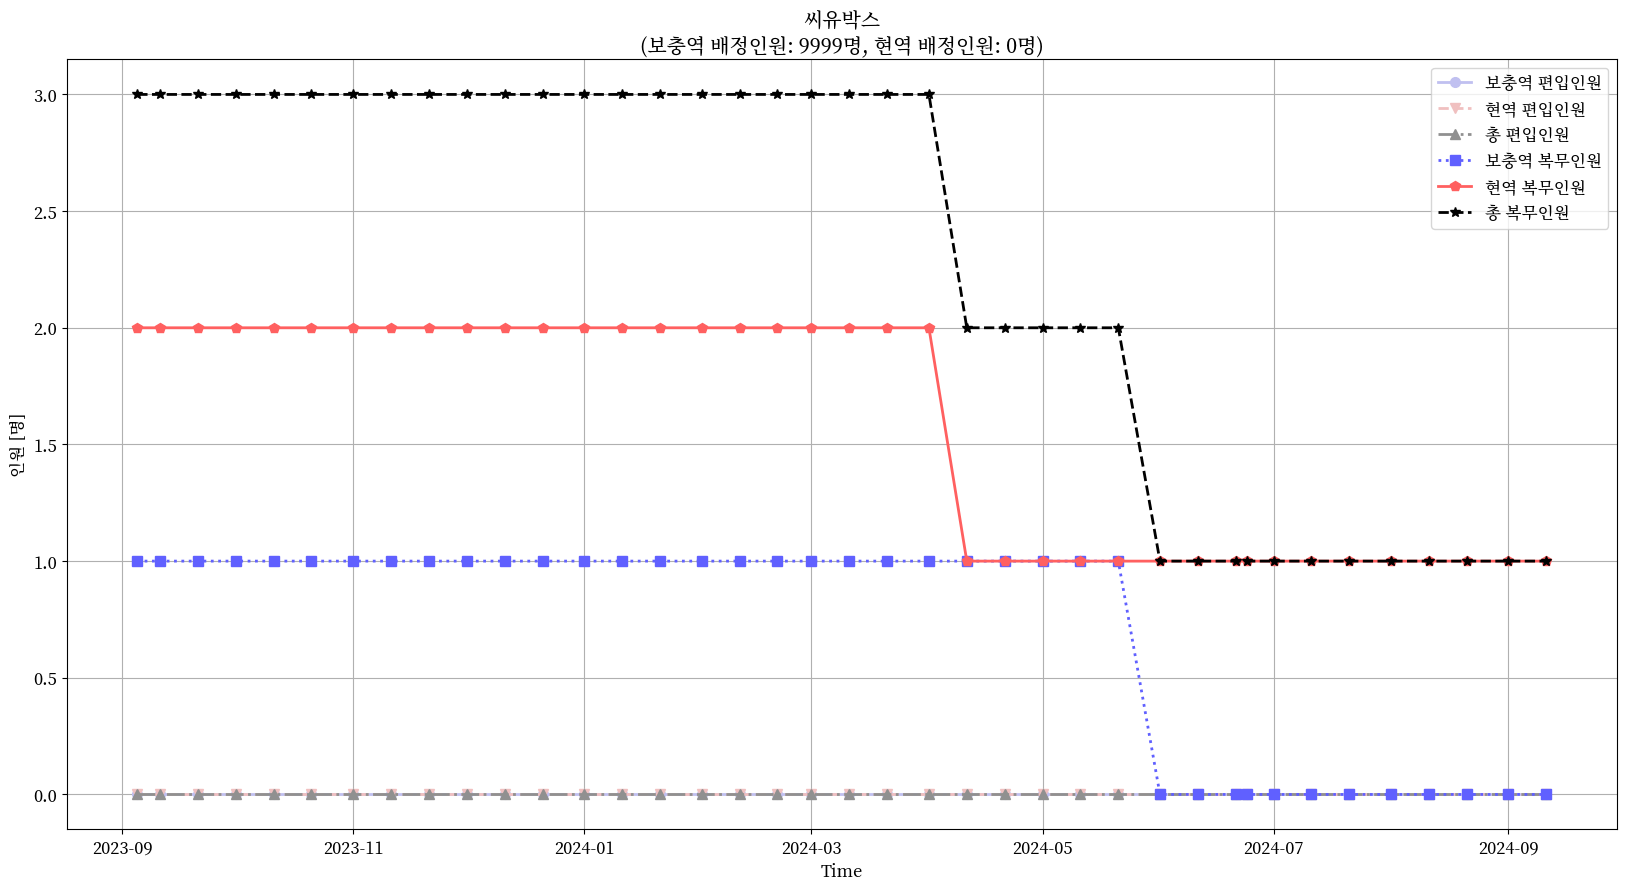 씨유박스
(보충역 배정인원: 9999명, 현역 배정인원: 0명)
보충역 편입인원
현역 편입인원
총 편입인원
보충역 복무인원
현역 복무인원
총 복무인원
인원 [명]
3.0
2.5
2.0
1.5
1.0
0.5
0.0
2023-09
2023-11
2024-01
2024-03
2024-05
2024-07
2024-09
Time